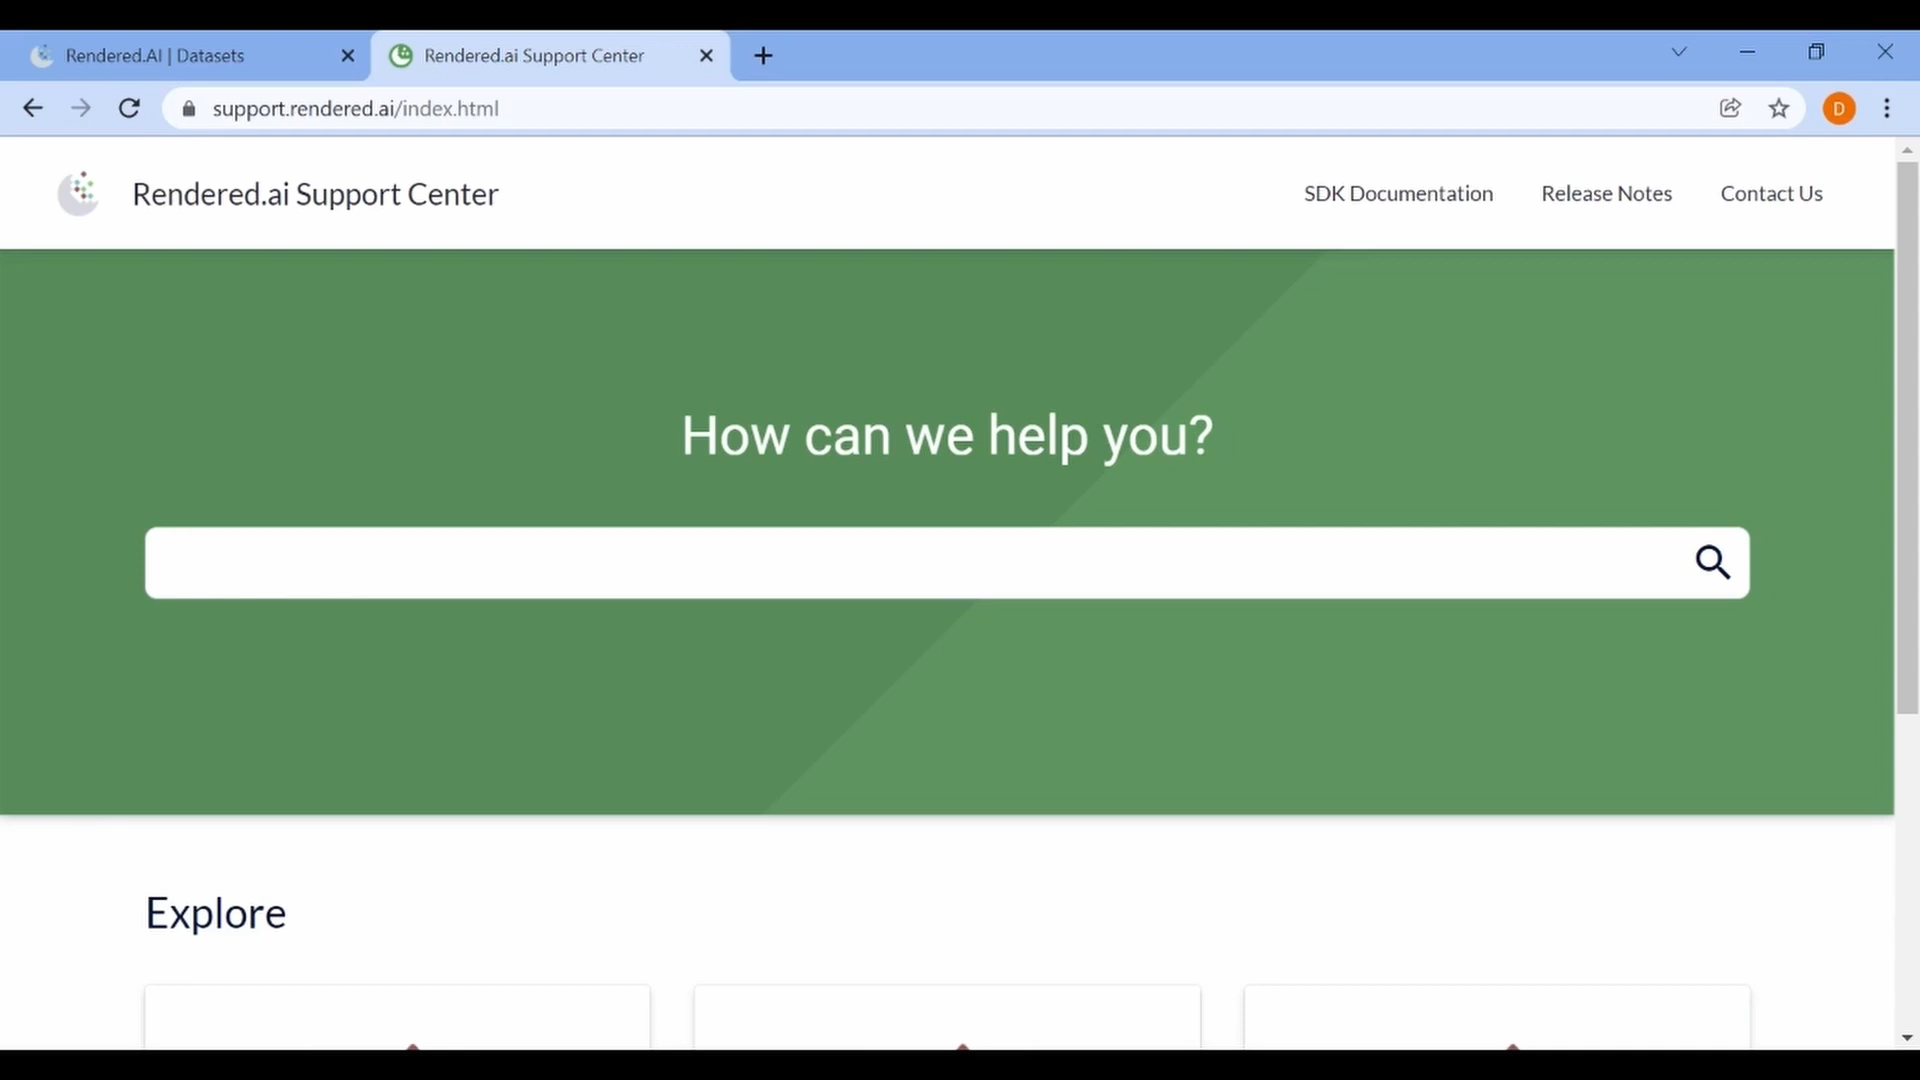 Rendered.AI | Datasets
Rendered.ai Support Center
support.rendered.ai/index.html
D
Rendered.ai Support Center
SDK Documentation
Release Notes
Contact Us
How can we help you?
Explore